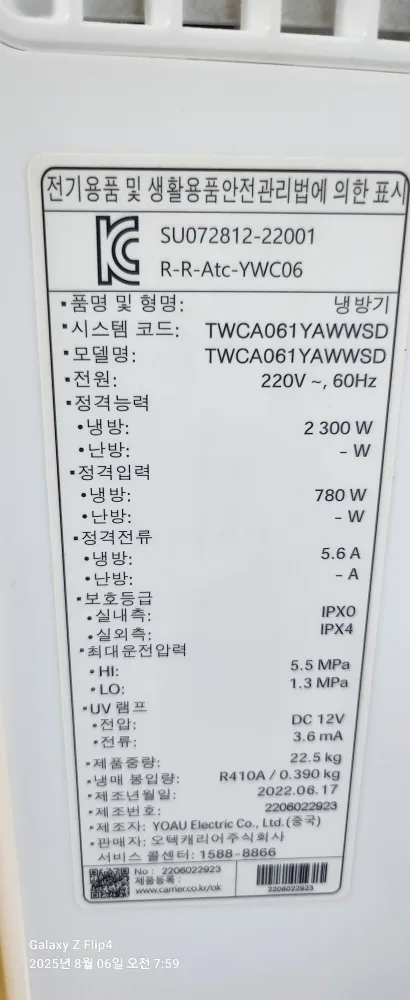 전기용품 및 생활용품안전관리법에 의한 표시
SU072812-22001
R-R-Atc-YWC06
▪품명 및 형명: 냉방기
▪시스템 코드: TWCA061YAWWSD
▪모델명: TWCA061YAWWSD
▪전원: 220V ~, 60Hz
▪정격능력
•냉방: 2 300 W
•난방: - W
▪정격입력
•냉방: 780 W
•난방: - W
▪정격전류
•냉방: 5.6 A
•난방: - A
▪보호등급
•실내측: IPX0
•실외측: IPX4
▪최대운전압력
•HI: 5.5 MPa
•LO: 1.3 MPa
▪UV 램프
•전압: DC 12V
•전류: 3.6 mA
▪제품중량: 22.5 kg
▪냉매 봉입량: R410A / 0.390 kg
▪제조년월일: 2022.06.17
▪제조번호: 2206022923
▪제조자: YOAU Electric Co., Ltd.(중국)
▪판매자: 오텍캐리어주식회사
서비스 콜센터: 1588-8866
No : 2206022923
제품등록 :
www.carrier.co.kr/ok
2206022923
Galaxy Z Flip4
2025년 8월 06일 오전 7:59